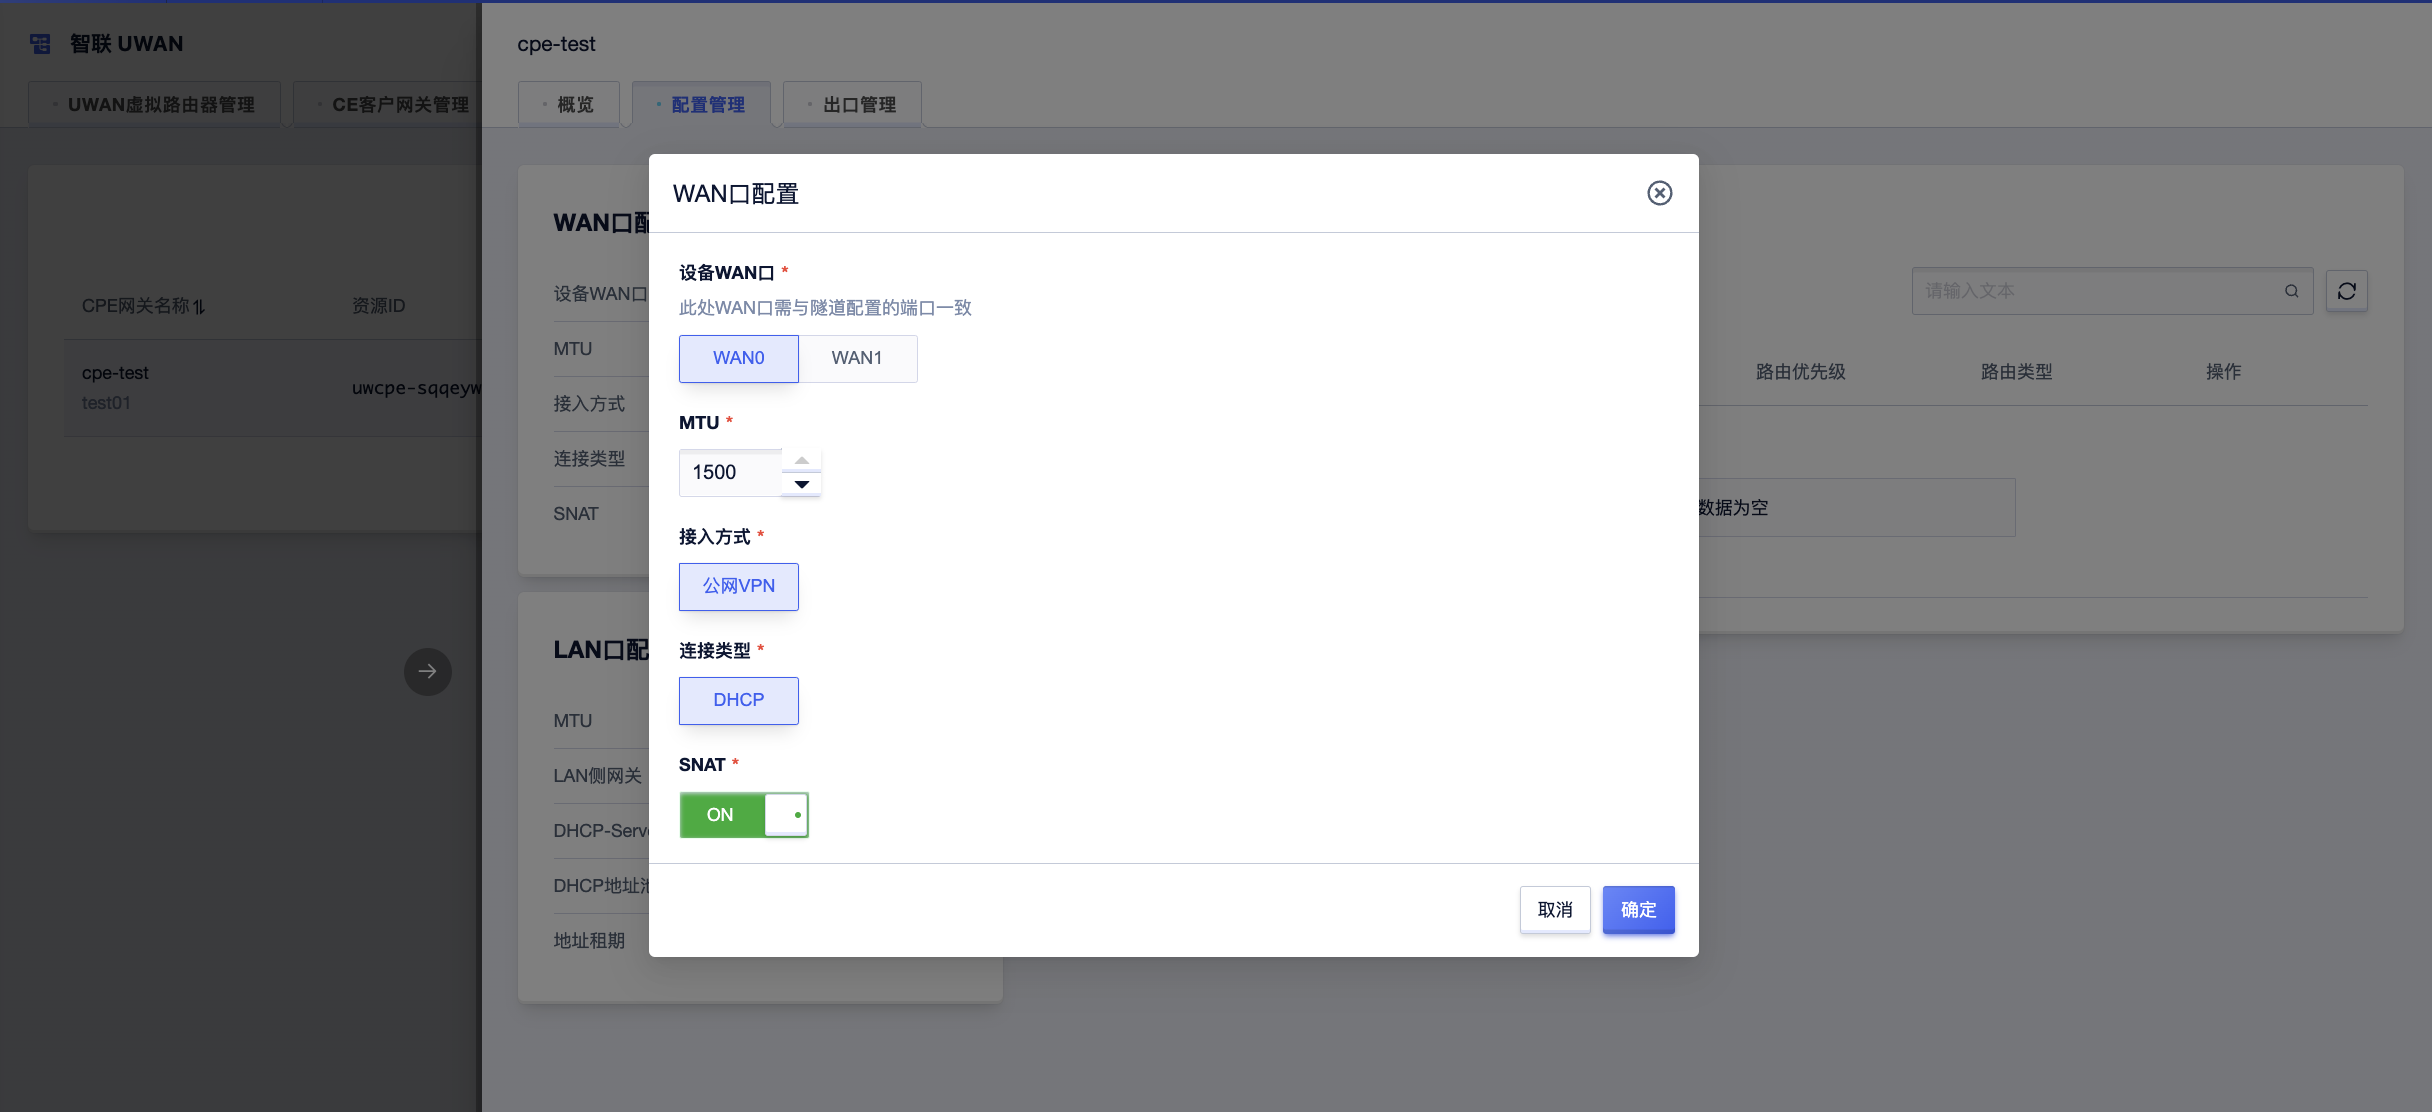 智联 UWAN
UWAN虚拟路由器管理
CE客户网关管理
CPE网关名称
资源ID
cpe-test
test01
uwcpe-sqqeyw
cpe-test
概览
配置管理
出口管理
WAN口配
设备WAN口
MTU
接入方式
连接类型
SNAT
LAN口配
MTU
LAN侧网关
DHCP-Serve
DHCP地址池
地址租期
请输入文本
路由优先级
路由类型
操作
数据为空
WAN口配置
设备WAN口 *
此处WAN口需与隧道配置的端口一致
WAN0
WAN1
MTU *
1500
接入方式 *
公网VPN
连接类型 *
DHCP
SNAT *
ON
取消
确定